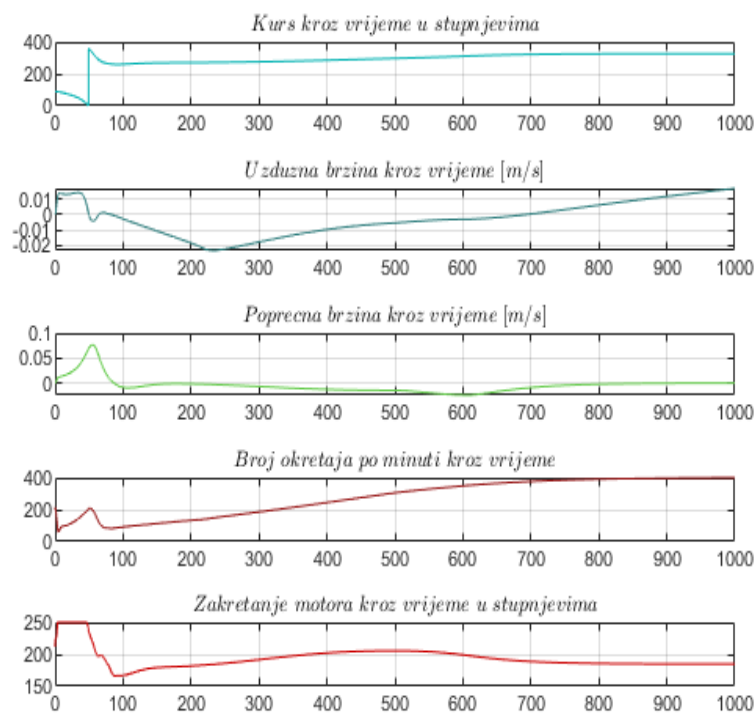 Kurs kroz vrijeme u stupnjevima
400
200
0
0 100 200 300 400 500 600 700 800 900 1000
Uzduzna brzina kroz vrijeme [m/s]
0.01
0
-0.01
-0.02
0 100 200 300 400 500 600 700 800 900 1000
Poprecna brzina kroz vrijeme [m/s]
0.1
0.05
0
0 100 200 300 400 500 600 700 800 900 1000
Broj okretaja po minuti kroz vrijeme
400
200
0
0 100 200 300 400 500 600 700 800 900 1000
Zakretanje motora kroz vrijeme u stupnjevima
250
200
150
0 100 200 300 400 500 600 700 800 900 1000